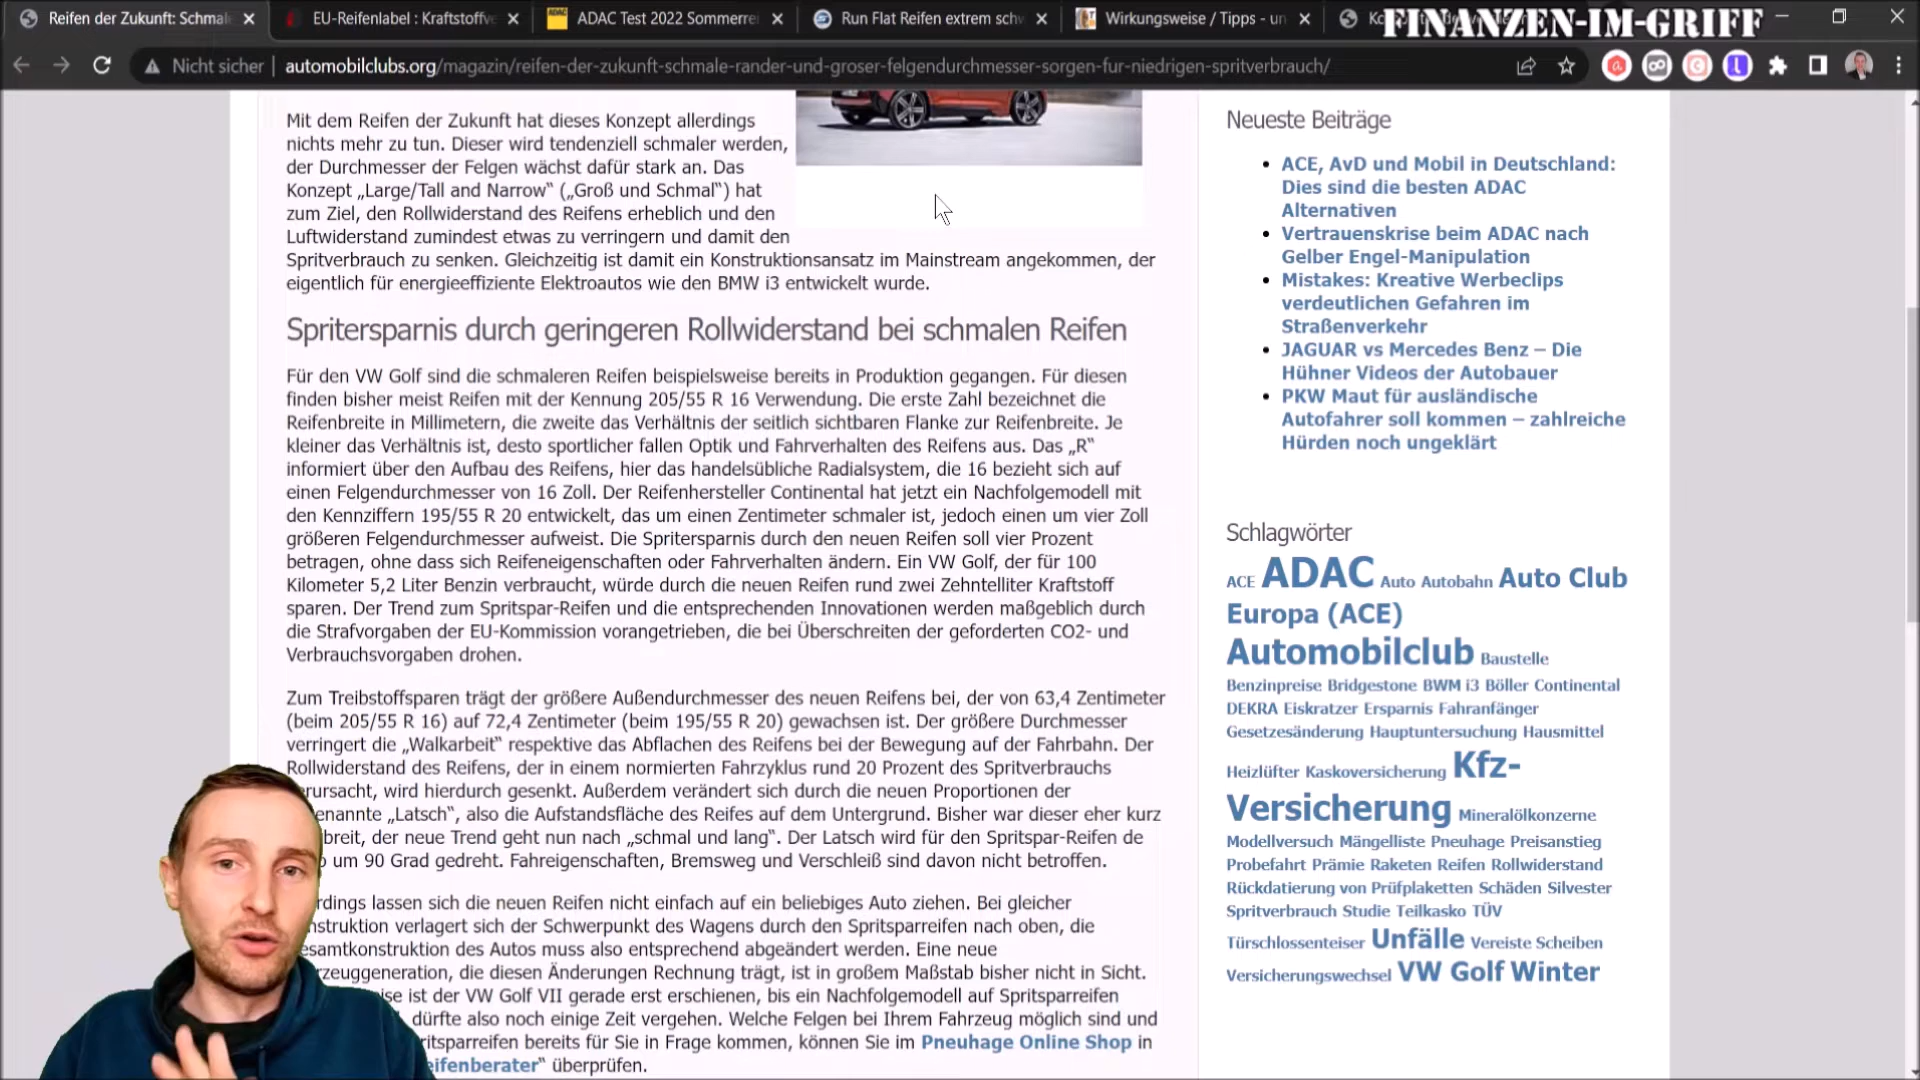 Reifen der Zukunft: Schmal
EU-Reifenlabel : Kraftstoffv
ADAC Test 2022 Sommerre
Run Flat Reifen extrem sch
Wirkungsweise / Tipps - un
FINANZEN-IM-GRIFF
Nicht sicher
automobilclubs.org/magazin/reifen-der-zukunft-schmale-rander-und-groser-felgendurchmesser-sorgen-fur-niedrigen-spritverbrauch/
Mit dem Reifen der Zukunft hat dieses Konzept allerdings
nichts mehr zu tun. Dieser wird tendenziell schmaler werden,
der Durchmesser der Felgen wächst dafür stark an. Das
Konzept „Large/Tall and Narrow“ („Groß und Schmal“) hat
zum Ziel, den Rollwiderstand des Reifens erheblich und den
Luftwiderstand zumindest etwas zu verringern und damit den
Spritverbrauch zu senken. Gleichzeitig ist damit ein Konstruktionsansatz im Mainstream angekommen, der
eigentlich für energieeffiziente Elektroautos wie den BMW i3 entwickelt wurde.
Spritersparnis durch geringeren Rollwiderstand bei schmalen Reifen
Für den VW Golf sind die schmaleren Reifen beispielsweise bereits in Produktion gegangen. Für diesen
finden bisher meist Reifen mit der Kennung 205/55 R 16 Verwendung. Die erste Zahl bezeichnet die
Reifenbreite in Millimetern, die zweite das Verhältnis der seitlich sichtbaren Flanke zur Reifenbreite. Je
kleiner das Verhältnis ist, desto sportlicher fallen Optik und Fahrverhalten des Reifens aus. Das „R“
informiert über den Aufbau des Reifens, hier das handelsübliche Radialsystem, die 16 bezieht sich auf
einen Felgendurchmesser von 16 Zoll. Der Reifenhersteller Continental hat jetzt ein Nachfolgemodell mit
den Kennziffern 195/55 R 20 entwickelt, das um einen Zentimeter schmaler ist, jedoch einen um vier Zoll
größeren Felgendurchmesser aufweist. Die Spritersparnis durch den neuen Reifen soll vier Prozent
betragen, ohne dass sich Reifeneigenschaften oder Fahrverhalten ändern. Ein VW Golf, der für 100
Kilometer 5,2 Liter Benzin verbraucht, würde durch die neuen Reifen rund zwei Zehntelliter Kraftstoff
sparen. Der Trend zum Spritspar-Reifen und die entsprechenden Innovationen werden maßgeblich durch
die Strafvorgaben der EU-Kommission vorangetrieben, die bei Überschreiten der geforderten CO2- und
Verbrauchsvorgaben drohen.
Zum Treibstoffsparen trägt der größere Außendurchmesser des neuen Reifens bei, der von 63,4 Zentimeter
(beim 205/55 R 16) auf 72,4 Zentimeter (beim 195/55 R 20) gewachsen ist. Der größere Durchmesser
verringert die „Walkarbeit“ respektive das Abflachen des Reifens bei der Bewegung auf der Fahrbahn. Der
Rollwiderstand des Reifens, der in einem normierten Fahrzyklus rund 20 Prozent des Spritverbrauchs
erursacht, wird hierdurch gesenkt. Außerdem verändert sich durch die neuen Proportionen der
enannte „Latsch“, also die Aufstandsfläche des Reifes auf dem Untergrund. Bisher war dieser eher kurz
breit, der neue Trend geht nun nach „schmal und lang“. Der Latsch wird für den Spritspar-Reifen de
um 90 Grad gedreht. Fahreigenschaften, Bremsweg und Verschleiß sind davon nicht betroffen.
rdings lassen sich die neuen Reifen nicht einfach auf ein beliebiges Auto ziehen. Bei gleicher
nstruktion verlagert sich der Schwerpunkt des Wagens durch den Spritsparreifen nach oben, die
esamtkonstruktion des Autos muss also entsprechend abgeändert werden. Eine neue
rzeuggeneration, die diesen Änderungen Rechnung trägt, ist in großem Maßstab bisher nicht in Sicht.
ise ist der VW Golf VII gerade erst erschienen, bis ein Nachfolgemodell auf Spritsparreifen
, dürfte also noch einige Zeit vergehen. Welche Felgen bei Ihrem Fahrzeug möglich sind und
ritsparreifen bereits für Sie in Frage kommen, können Sie im Pneuhage Online Shop in
eifenberater“ überprüfen.
Neueste Beiträge
ACE, AvD und Mobil in Deutschland:
Dies sind die besten ADAC
Alternativen
Vertrauenskrise beim ADAC nach
Gelber Engel-Manipulation
Mistakes: Kreative Werbeclips
verdeutlichen Gefahren im
Straßenverkehr
JAGUAR vs Mercedes Benz – Die
Hühner Videos der Autobauer
PKW Maut für ausländische
Autofahrer soll kommen – zahlreiche
Hürden noch ungeklärt
Schlagwörter
ACE ADAC Auto Autobahn Auto Club
Europa (ACE)
Automobilclub Baustelle
Benzinpreise Bridgestone BWM i3 Böller Continental
DEKRA Eiskratzer Ersparnis Fahranfänger
Gesetzesänderung Hauptuntersuchung Hausmittel
Heizlüfter Kaskoversicherung Kfz-
Versicherung Mineralölkonzerne
Modellversuch Mängelliste Pneuhage Preisanstieg
Probefahrt Prämie Raketen Reifen Rollwiderstand
Rückdatierung von Prüfplaketten Schäden Silvester
Spritverbrauch Studie Teilkasko TÜV
Türschlossenteiser Unfälle Vereiste Scheiben
Versicherungswechsel VW Golf Winter